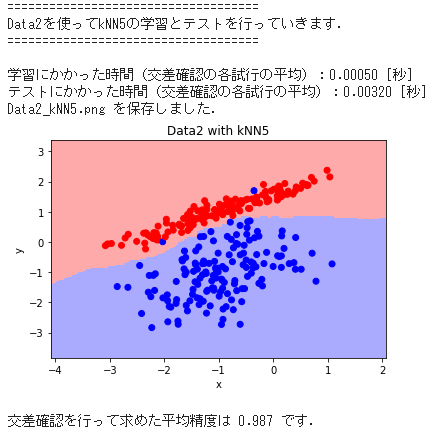 ====================================
Data2を使ってkNN5の学習とテストを行っていきます.
====================================
学習にかかった時間（交差確認の各試行の平均）：0.00050 [秒]
テストにかかった時間（交差確認の各試行の平均）：0.00320 [秒]
Data2_kNN5.png を保存しました.
Data2 with kNN5
3
2
1
0
−1
−2
−3
y
−4 −3 −2 −1 0 1 2
x
交差確認を行って求めた平均精度は 0.987 です.